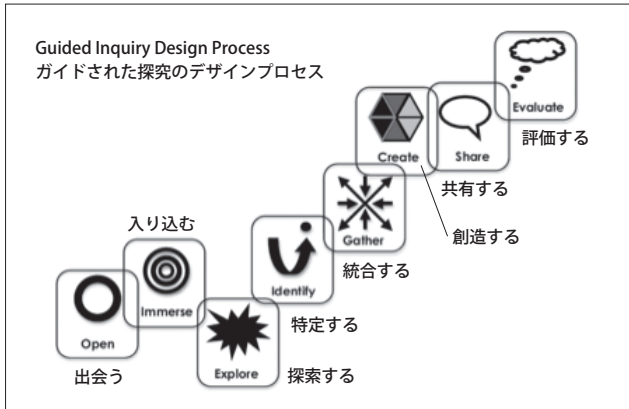 Guided Inquiry Design Process
ガイドされた探究のデザインプロセス
Open
出会う
入り込む
Immerse
Explore
探索する
Identify
特定する
Gather
統合する
Create
創造する
Share
共有する
Evaluate
評価する